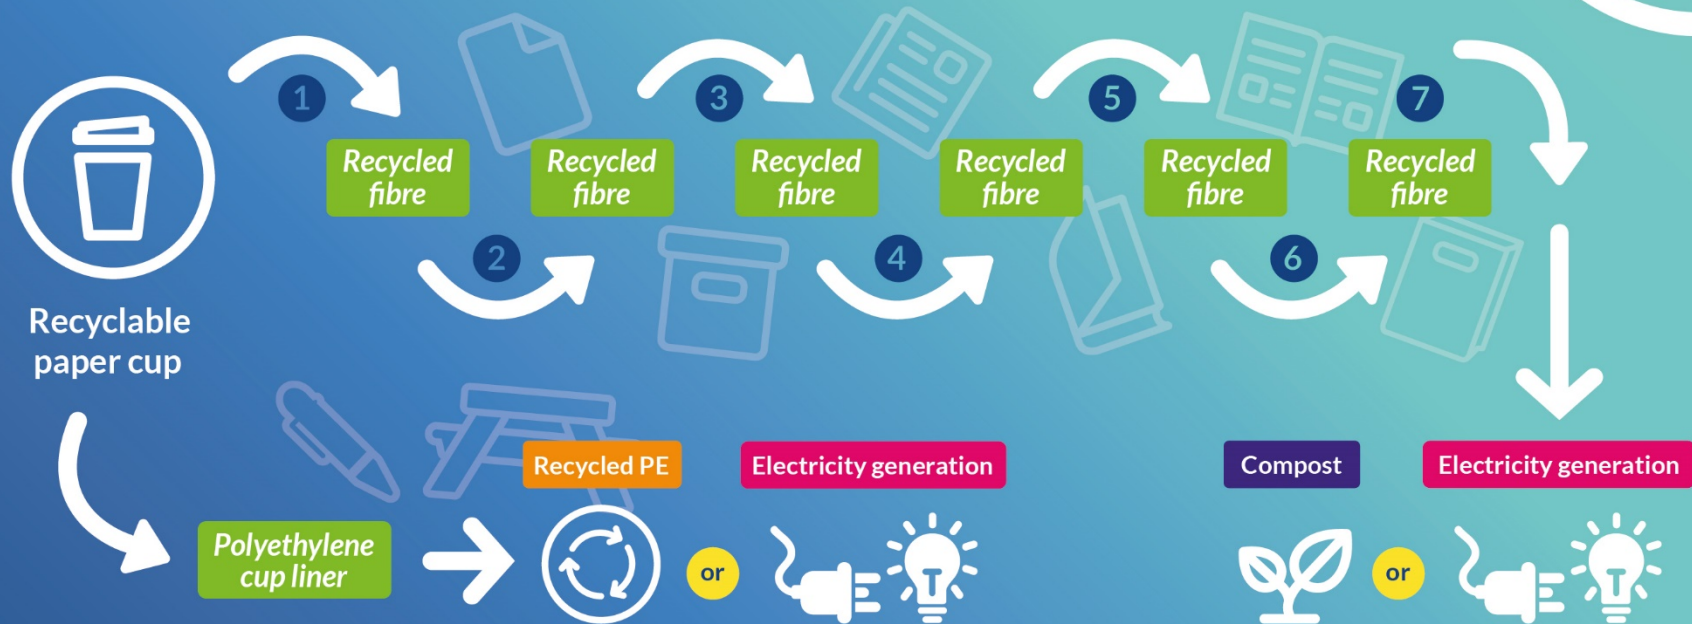 1
3
5
7
Recycled
fibre
Recycled
fibre
Recycled
fibre
Recycled
fibre
Recycled
fibre
Recycled
fibre
2
4
6
Recyclable
paper cup
Recycled PE
Electricity generation
Compost
Electricity generation
Polyethylene
cup liner
or
or